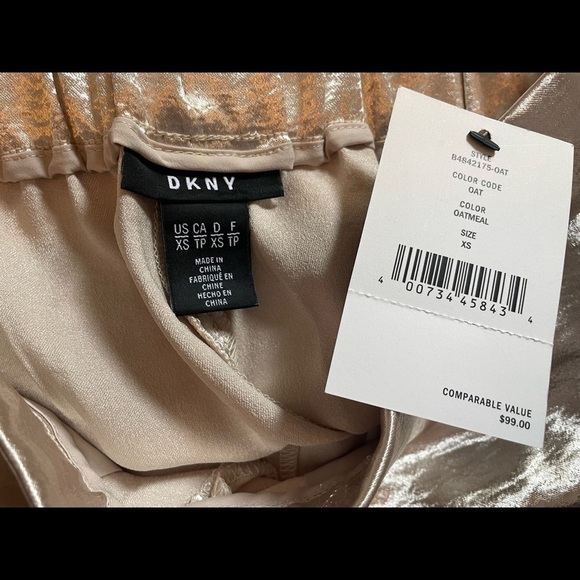 DKNY
US CA D F
XS TP XS TP
MADE IN
CHINA
FABRIQUÉ EN
CHINE
HECHO EN
CHINA
STYLE
B4B42175-OAT
COLOR CODE
OAT
COLOR
OATMEAL
SIZE
XS
4 00734 45843 4
COMPARABLE VALUE
$99.00